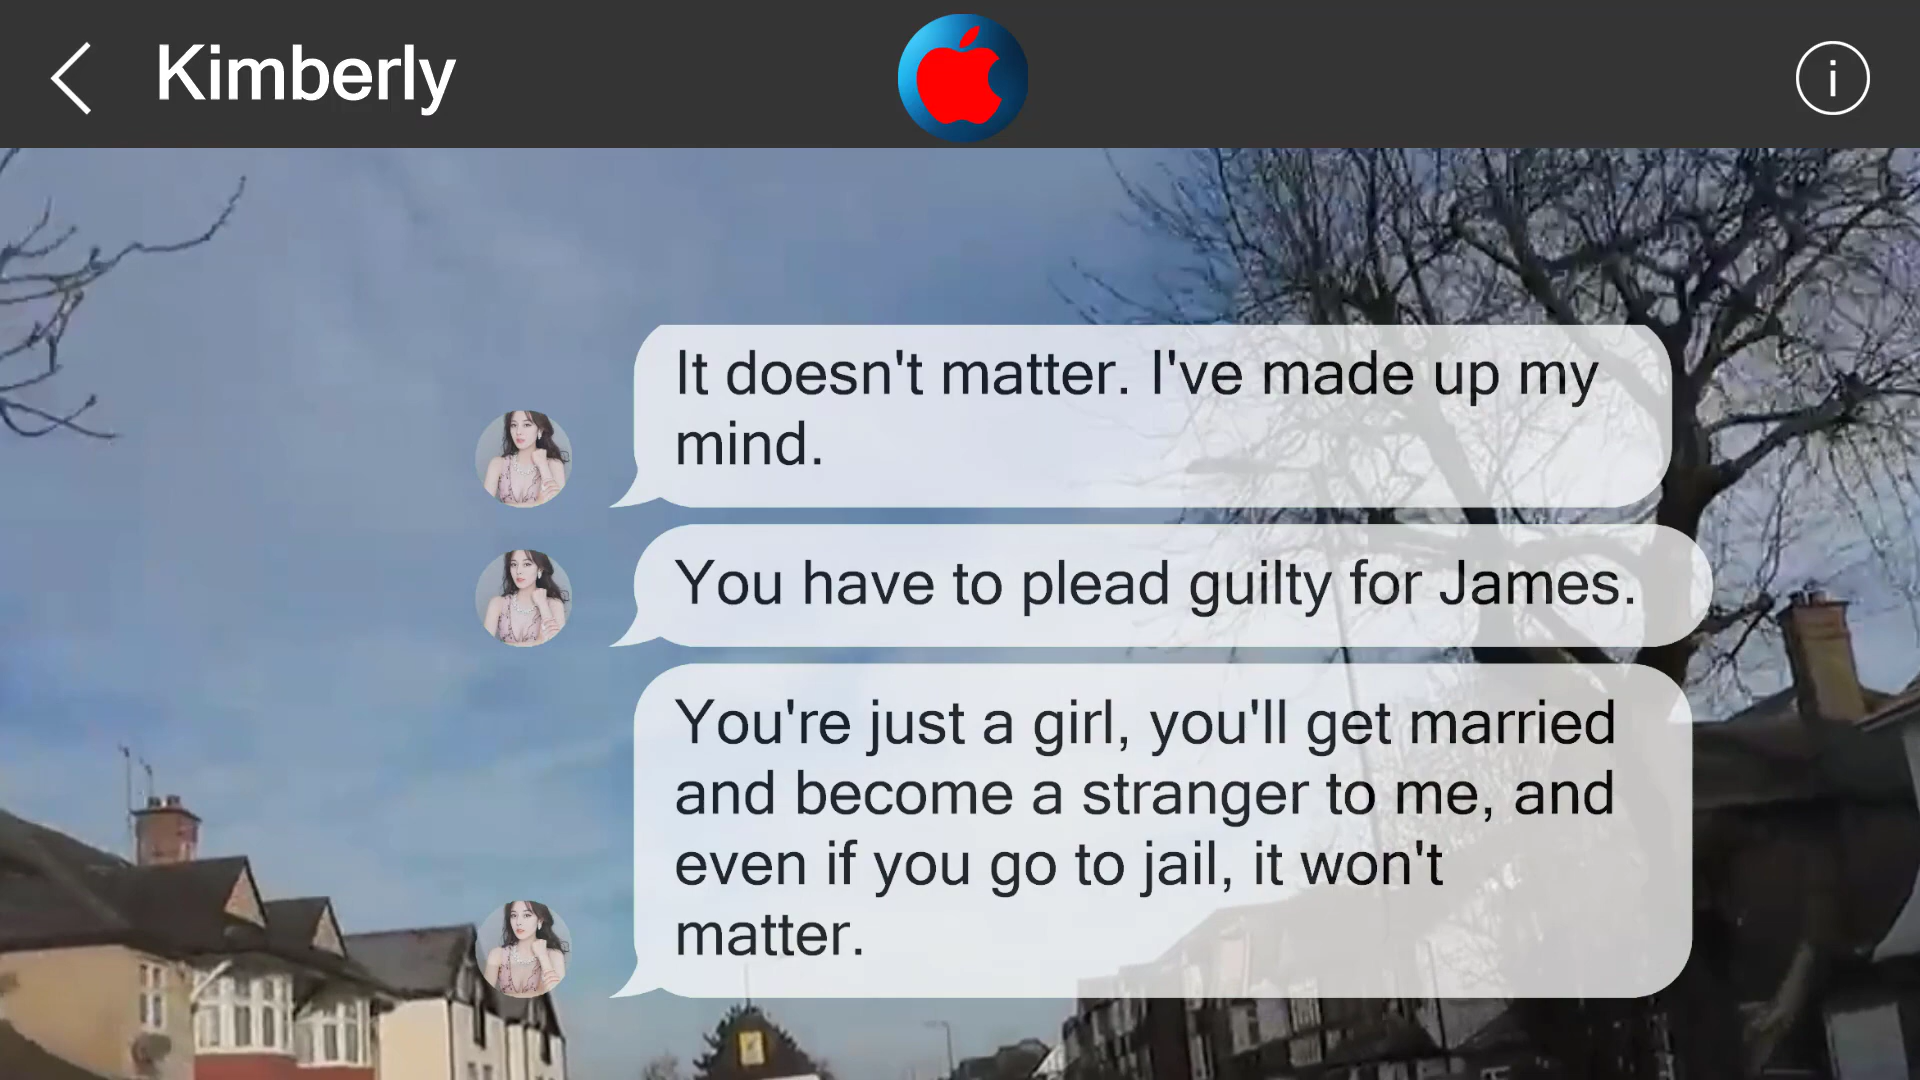 Kimberly
It doesn't matter. I've made up my
mind.
You have to plead guilty for James.
You're just a girl, you'll get married
and become a stranger to me, and
even if you go to jail, it won't
matter.